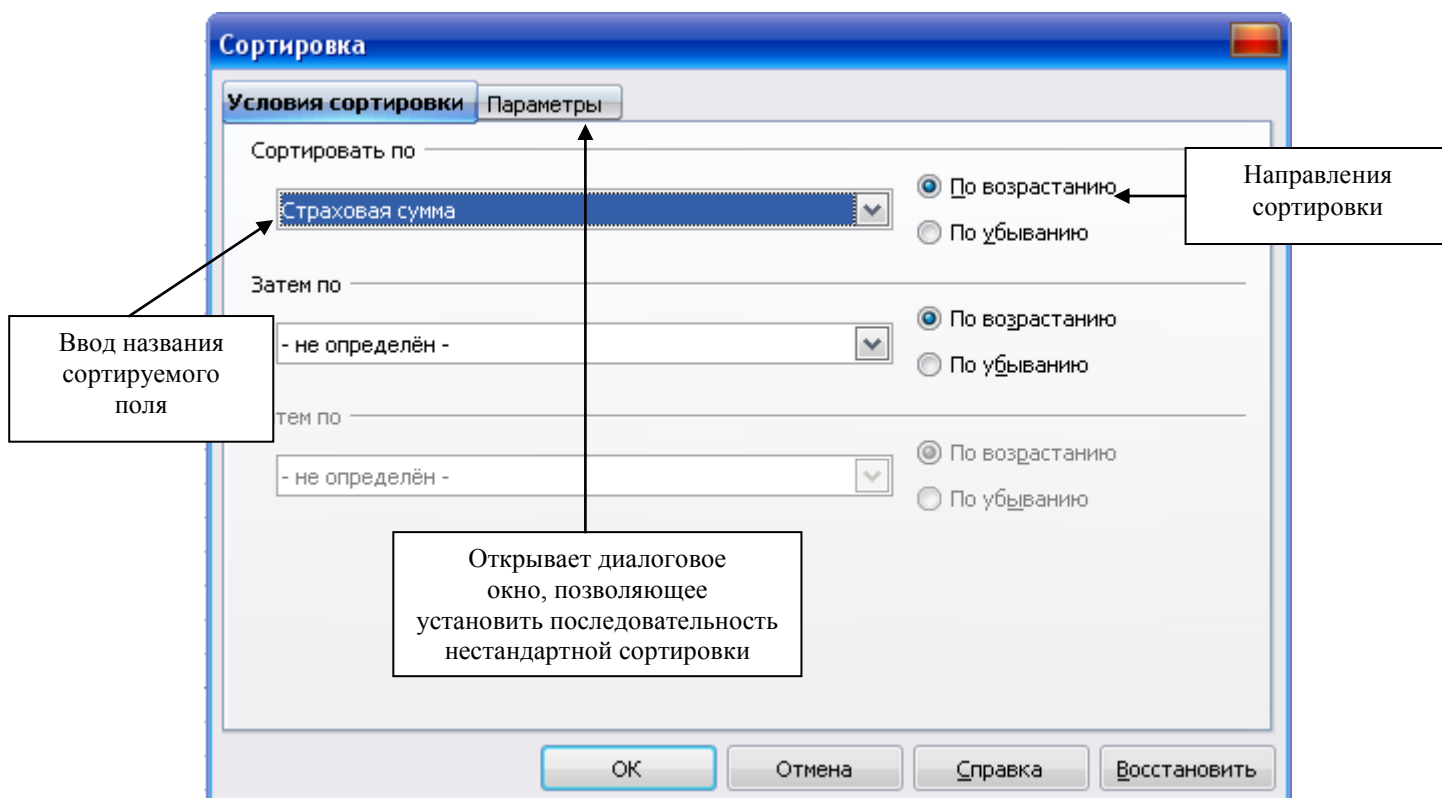 Сортировка
Условия сортировки Параметры
Сортировать по
Страховая сумма
По возрастанию
По убыванию
Направления
сортировки
Затем по
- не определён -
По возрастанию
По убыванию
Ввод названия
сортируемого
поля
тем по
- не определён -
По возрастанию
По убыванию
Открывает диалоговое
окно, позволяющее
установить последовательность
нестандартной сортировки
ОК Отмена Справка Восстановить